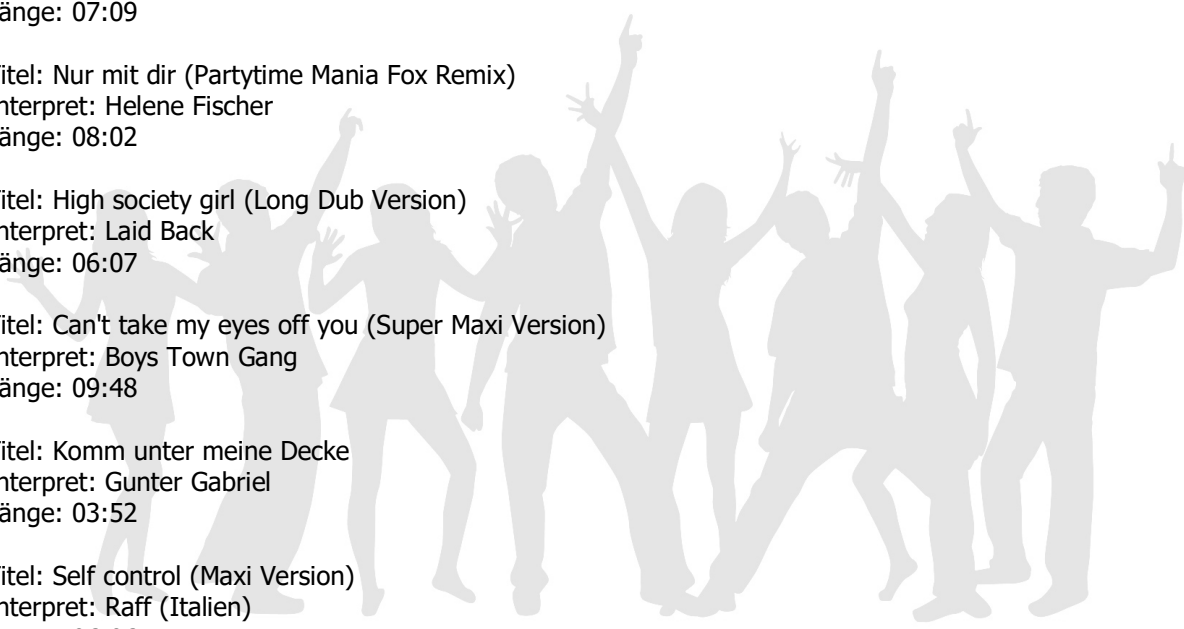 änge: 07:09
itel: Nur mit dir (Partytime Mania Fox Remix)
nterpret: Helene Fischer
änge: 08:02
itel: High society girl (Long Dub Version)
nterpret: Laid Back
änge: 06:07
itel: Can't take my eyes off you (Super Maxi Version)
nterpret: Boys Town Gang
änge: 09:48
itel: Komm unter meine Decke
nterpret: Gunter Gabriel
änge: 03:52
itel: Self control (Maxi Version)
nterpret: Raff (Italien)